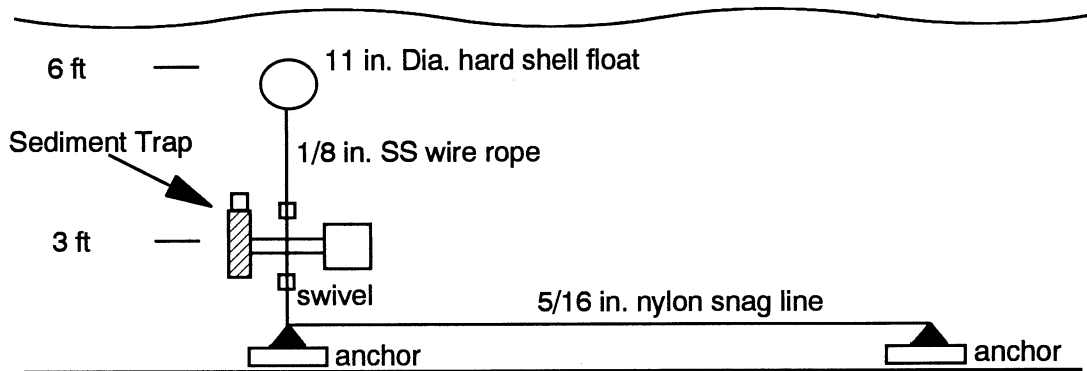 6 ft
11 in. Dia. hard shell float
Sediment Trap
1/8 in. SS wire rope
3 ft
swivel
5/16 in. nylon snag line
anchor
anchor